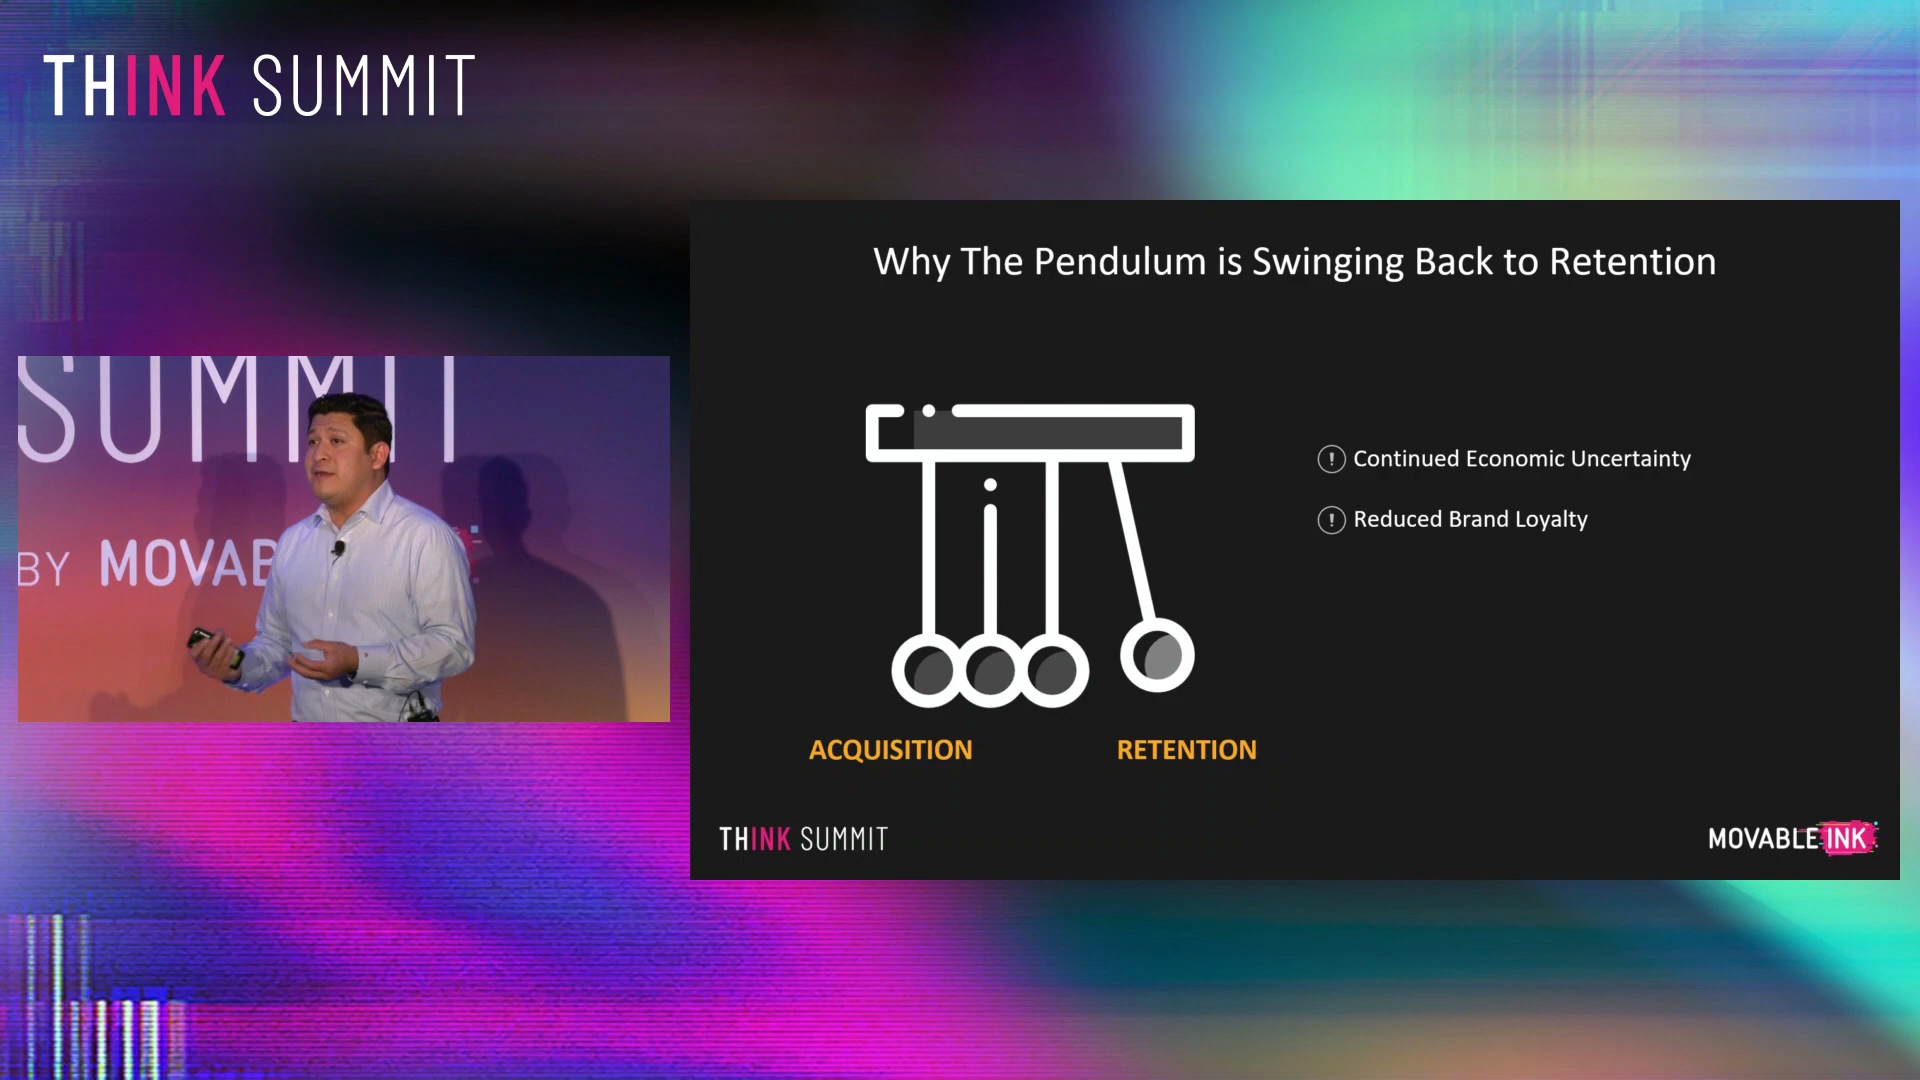 THINK SUMMIT
SUMMIT
BY MOVAB
Why The Pendulum is Swinging Back to Retention
Continued Economic Uncertainty
Reduced Brand Loyalty
ACQUISITION
RETENTION
THINK SUMMIT
MOVABLE INK